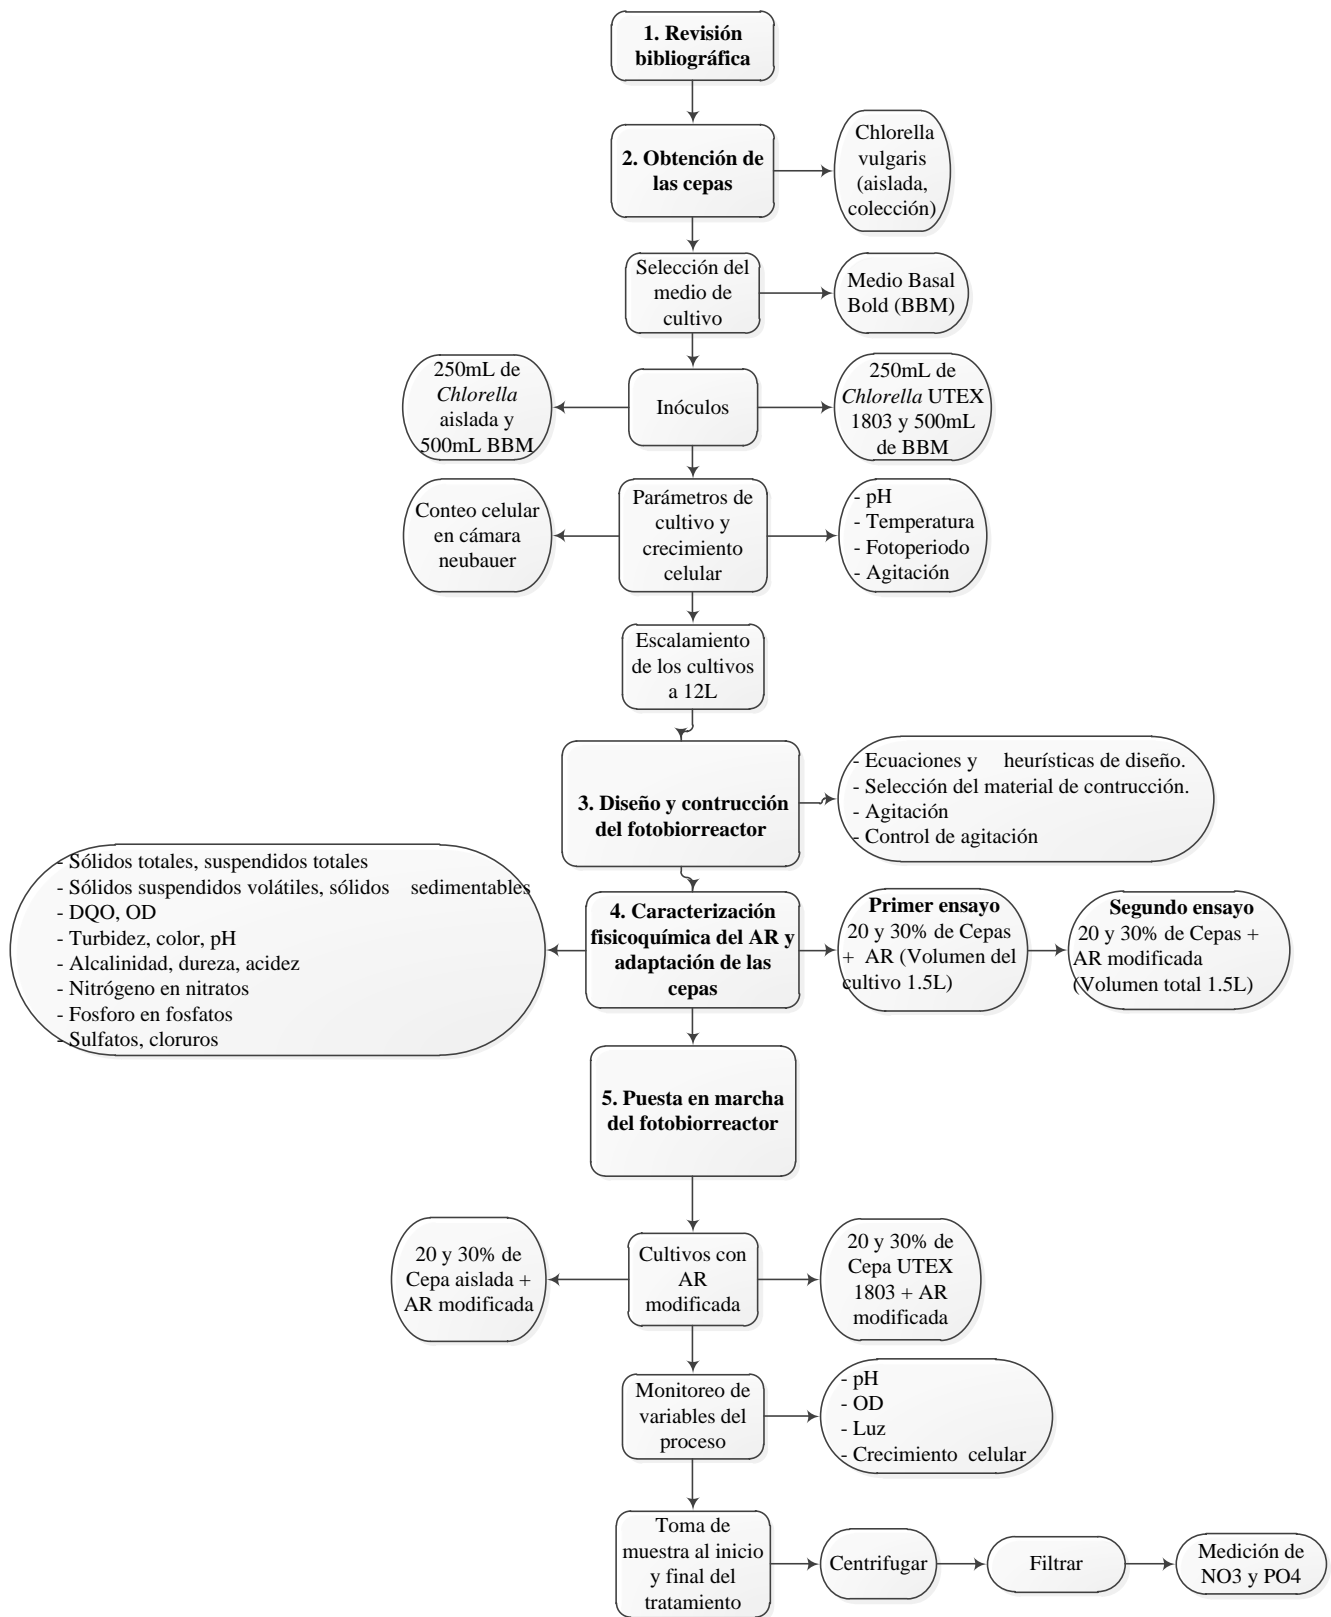 1. Revisión
bibliográfica
2. Obtención de
las cepas
Chlorella
vulgaris
(aislada,
colección)
Selección del
medio de
cultivo
Medio Basal
Bold (BBM)
250mL de
Chlorella
aislada y
500mL BBM
Inóculos
250mL de
Chlorella UTEX
1803 y 500mL
de BBM
Conteo celular
en cámara
neubauer
Parámetros de
cultivo y
crecimiento
celular
- pH
- Temperatura
- Fotoperiodo
- Agitación
Escalamiento
de los cultivos
a 12L
3. Diseño y contrucción
del fotobiorreactor
- Ecuaciones y heurísticas de diseño.
- Selección del material de contrucción.
- Agitación
- Control de agitación
- Sólidos totales, suspendidos totales
- Sólidos suspendidos volátiles, sólidos sedimentables
- DQO, OD
- Turbidez, color, pH
- Alcalinidad, dureza, acidez
- Nitrógeno en nitratos
- Fosforo en fosfatos
- Sulfatos, cloruros
4. Caracterización
fisicoquímica del AR y
adaptación de las
cepas
Primer ensayo
20 y 30% de Cepas
+ AR (Volumen del
cultivo 1.5L)
Segundo ensayo
20 y 30% de Cepas +
AR modificada
(Volumen total 1.5L)
5. Puesta en marcha
del fotobiorreactor
20 y 30% de
Cepa aislada +
AR modificada
Cultivos con
AR
modificada
20 y 30% de
Cepa UTEX
1803 + AR
modificada
Monitoreo de
variables del
proceso
- pH
- OD
- Luz
- Crecimiento celular
Toma de
muestra al inicio
y final del
tratamiento
Centrifugar
Filtrar
Medición de
NO3 y PO4